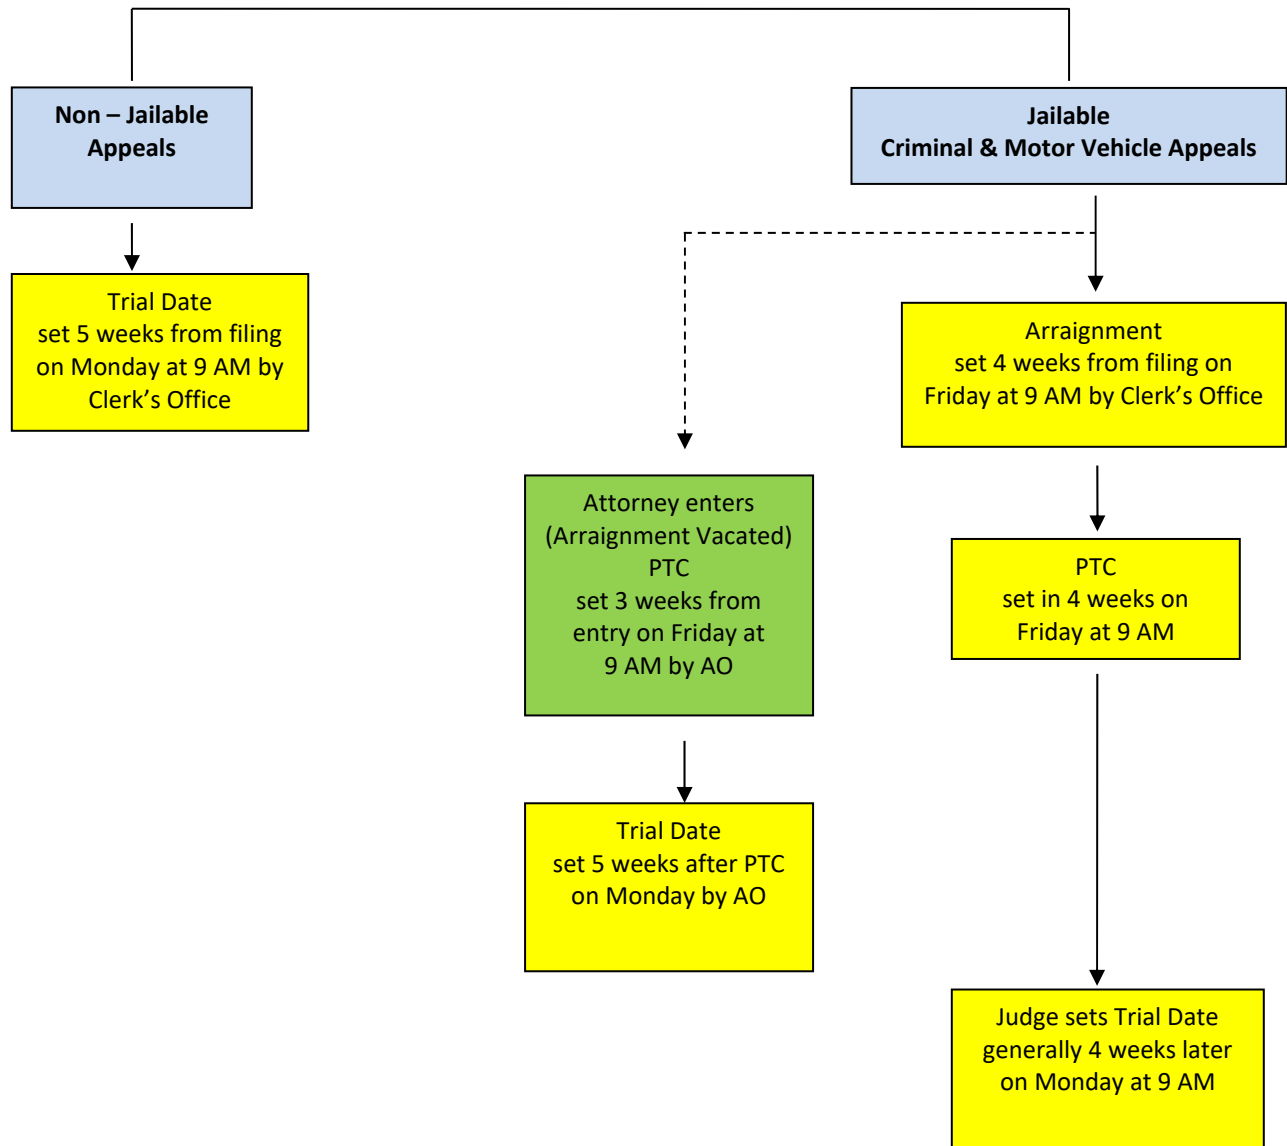 Non – Jailable
Appeals
Jailable
Criminal & Motor Vehicle Appeals
Trial Date
set 5 weeks from filing
on Monday at 9 AM by
Clerk’s Office
Arraignment
set 4 weeks from filing on
Friday at 9 AM by Clerk’s Office
Attorney enters
(Arraignment Vacated)
PTC
set 3 weeks from
entry on Friday at
9 AM by AO
PTC
set in 4 weeks on
Friday at 9 AM
Trial Date
set 5 weeks after PTC
on Monday by AO
Judge sets Trial Date
generally 4 weeks later
on Monday at 9 AM